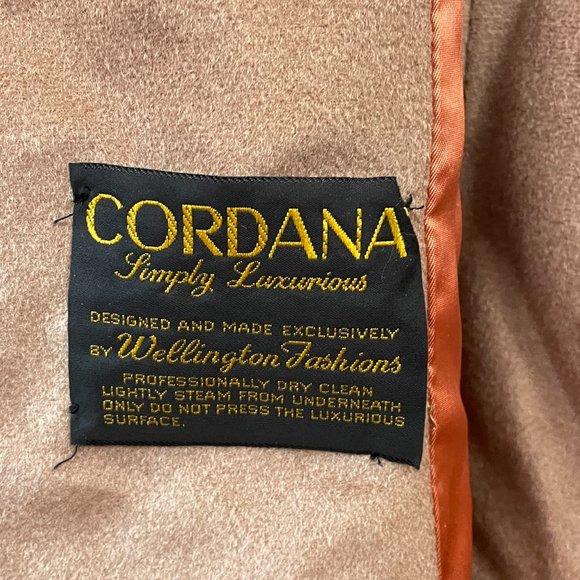 CORDANA
Simply Luxurious
DESIGNED AND MADE EXCLUSIVELY
BY Wellington Fashions
PROFESSIONALLY DRY CLEAN
LIGHTLY STEAM FROM UNDERNEATH
ONLY DO NOT PRESS THE LUXURIOUS
SURFACE.